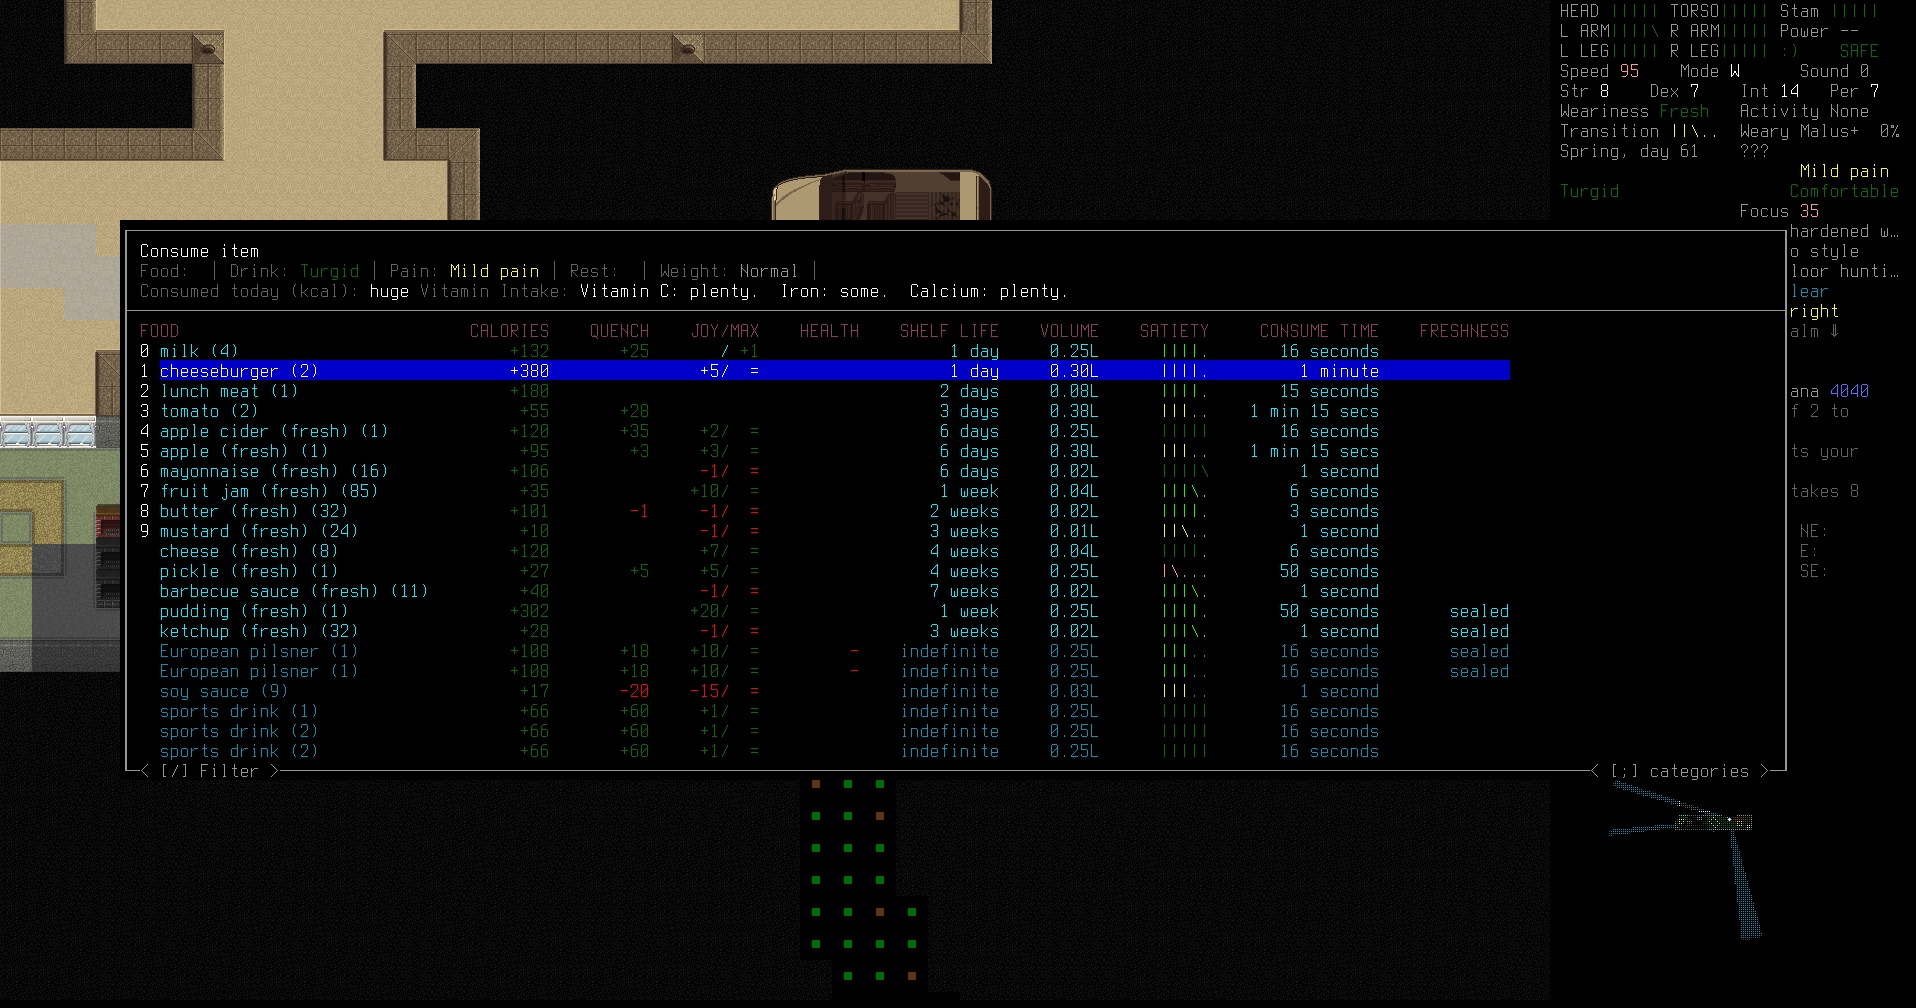 HEAD ||||| TORSO||||| Stam |||||
L ARM||||\ R ARM||||| Power --
L LEG||||| R LEG||||| :) SAFE
Speed 95 Mode W Sound 0
Str 8 Dex 7 Int 14 Per 7
Weariness Fresh Activity None
Transition ||\.. Weary Malus+ 0%
Spring, day 61 ???
Mild pain
Turgid Comfortable
Focus 35
hardened w…
Consume item o style
Food: | Drink: Turgid | Pain: Mild pain | Rest: | Weight: Normal | loor hunti…
Consumed today (kcal): huge Vitamin Intake: Vitamin C: plenty. Iron: some. Calcium: plenty. lear
right
FOOD CALORIES QUENCH JOY/MAX HEALTH SHELF LIFE VOLUME SATIETY CONSUME TIME FRESHNESS alm ⇓
0 milk (4) +132 +25 / +1 1 day 0.25L ||||. 16 seconds
1 cheeseburger (2) +380 +5/ = 1 day 0.30L ||||. 1 minute
2 lunch meat (1) +180 2 days 0.08L ||||. 15 seconds ana 4040
3 tomato (2) +55 +28 3 days 0.38L |||.. 1 min 15 secs f 2 to
4 apple cider (fresh) (1) +120 +35 +2/ = 6 days 0.25L ||||| 16 seconds
5 apple (fresh) (1) +95 +3 +3/ = 6 days 0.38L |||.. 1 min 15 secs ts your
6 mayonnaise (fresh) (16) +106 -1/ = 6 days 0.02L ||||\ 1 second
7 fruit jam (fresh) (85) +35 +10/ = 1 week 0.04L |||\. 6 seconds takes 8
8 butter (fresh) (32) +101 -1 -1/ = 2 weeks 0.02L ||||. 3 seconds
9 mustard (fresh) (24) +10 -1/ = 3 weeks 0.01L ||\.. 1 second NE:
cheese (fresh) (8) +120 +7/ = 4 weeks 0.04L ||||. 6 seconds E:
pickle (fresh) (1) +27 +5 +5/ = 4 weeks 0.25L |\... 50 seconds SE:
barbecue sauce (fresh) (11) +40 -1/ = 7 weeks 0.02L |||\. 1 second
pudding (fresh) (1) +302 +20/ = 1 week 0.25L ||||. 50 seconds sealed
ketchup (fresh) (32) +28 -1/ = 3 weeks 0.02L |||\. 1 second sealed
European pilsner (1) +108 +18 +10/ = - indefinite 0.25L |||.. 16 seconds sealed
European pilsner (1) +108 +18 +10/ = - indefinite 0.25L |||.. 16 seconds sealed
soy sauce (9) +17 -20 -15/ = indefinite 0.03L |||.. 1 second
sports drink (1) +66 +60 +1/ = indefinite 0.25L ||||| 16 seconds
sports drink (2) +66 +60 +1/ = indefinite 0.25L ||||| 16 seconds
sports drink (2) +66 +60 +1/ = indefinite 0.25L ||||| 16 seconds
< [/] Filter > < [;] categories >